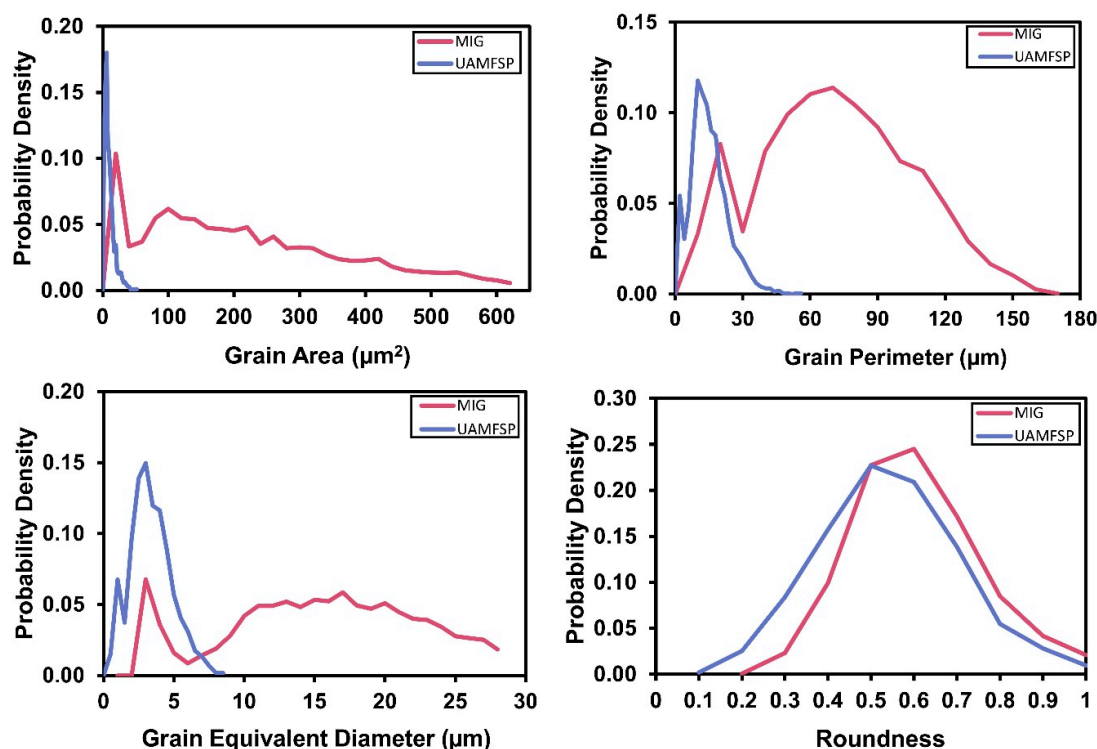 0.20
0.15
0.10
0.05
0.00
Probability Density
MIG
UAMFSP
0 100 200 300 400 500 600
Grain Area (µm²)
0.15
0.10
0.05
0.00
Probability Density
MIG
UAMFSP
0 30 60 90 120 150 180
Grain Perimeter (µm)
0.20
0.15
0.10
0.05
0.00
Probability Density
MIG
UAMFSP
0 5 10 15 20 25 30
Grain Equivalent Diameter (µm)
0.30
0.25
0.20
0.15
0.10
0.05
0.00
Probability Density
MIG
UAMFSP
0 0.1 0.2 0.3 0.4 0.5 0.6 0.7 0.8 0.9 1
Roundness